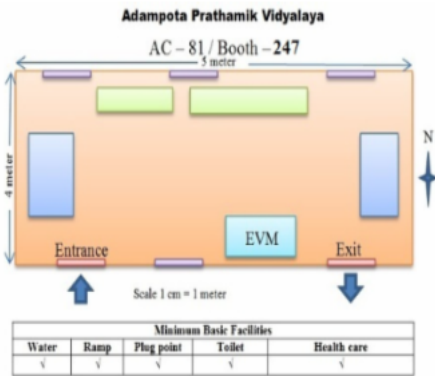 Adampota Prathamik Vidyalaya
AC – 81 / Booth – 247
5 meter
4 meter
N
EVM
Entrance
Exit
Scale 1 cm = 1 meter
Minimum Basic Facilities
Water Ramp Plug point Toilet Health care
√ √ √ √ √